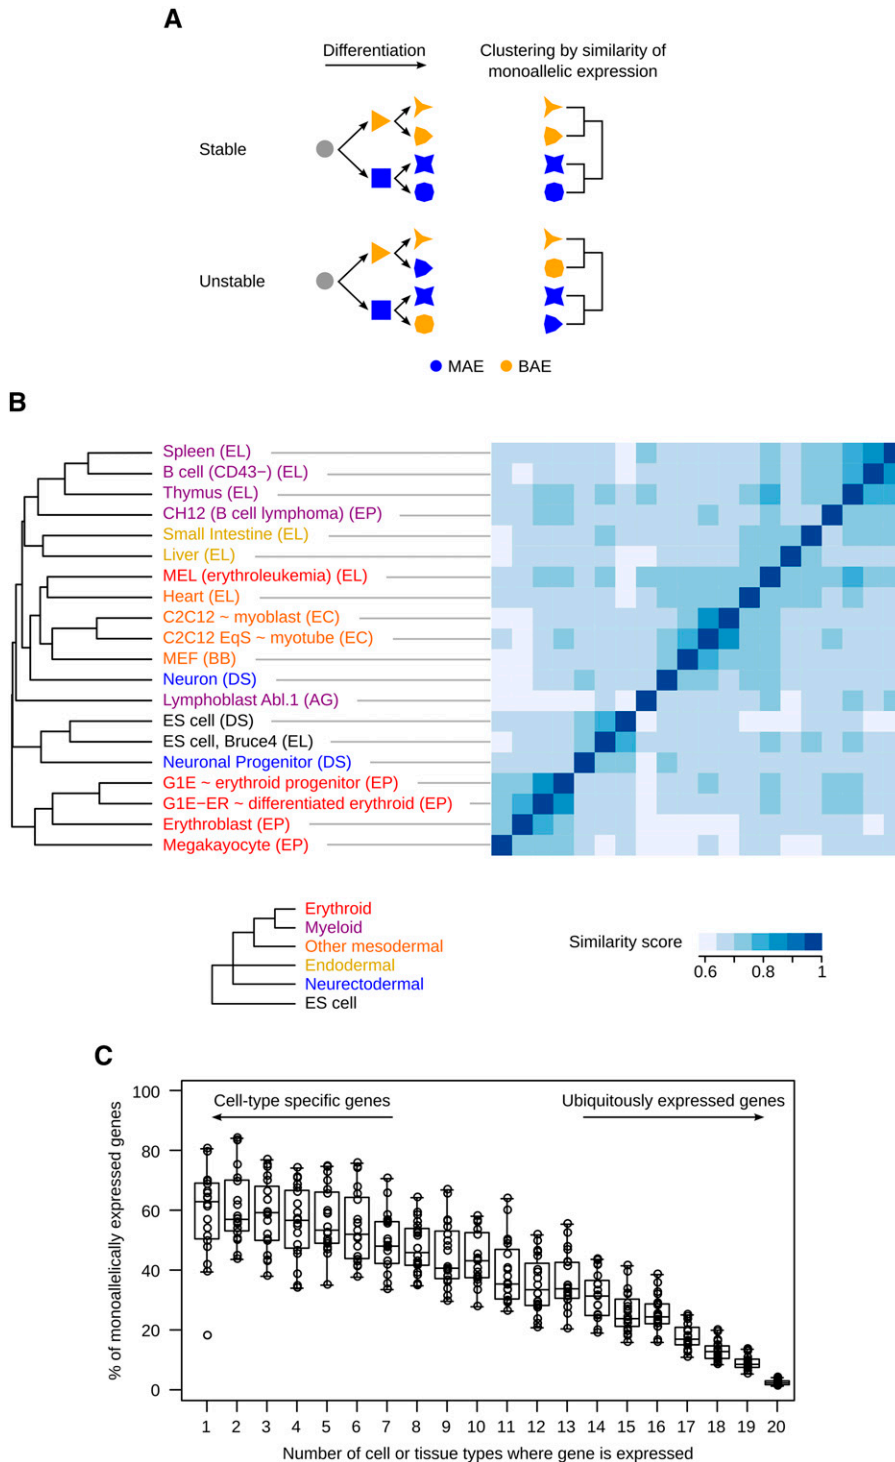 A
Differentiation
Clustering by similarity of
monoallelic expression
Stable
Unstable
MAE
BAE
B
Spleen (EL)
B cell (CD43−) (EL)
Thymus (EL)
CH12 (B cell lymphoma) (EP)
Small Intestine (EL)
Liver (EL)
MEL (erythroleukemia) (EL)
Heart (EL)
C2C12 ~ myoblast (EC)
C2C12 EqS ~ myotube (EC)
MEF (BB)
Neuron (DS)
Lymphoblast Abl.1 (AG)
ES cell (DS)
ES cell, Bruce4 (EL)
Neuronal Progenitor (DS)
G1E ~ erythroid progenitor (EP)
G1E−ER ~ differentiated erythroid (EP)
Erythroblast (EP)
Megakayocyte (EP)
Erythroid
Myeloid
Other mesodermal
Endodermal
Neurectodermal
ES cell
Similarity score
0.6 0.8 1
C
% of monoallelically expressed genes
100
80
60
40
20
0
Cell-type specific genes
Ubiquitously expressed genes
1 2 3 4 5 6 7 8 9 10 11 12 13 14 15 16 17 18 19 20
Number of cell or tissue types where gene is expressed